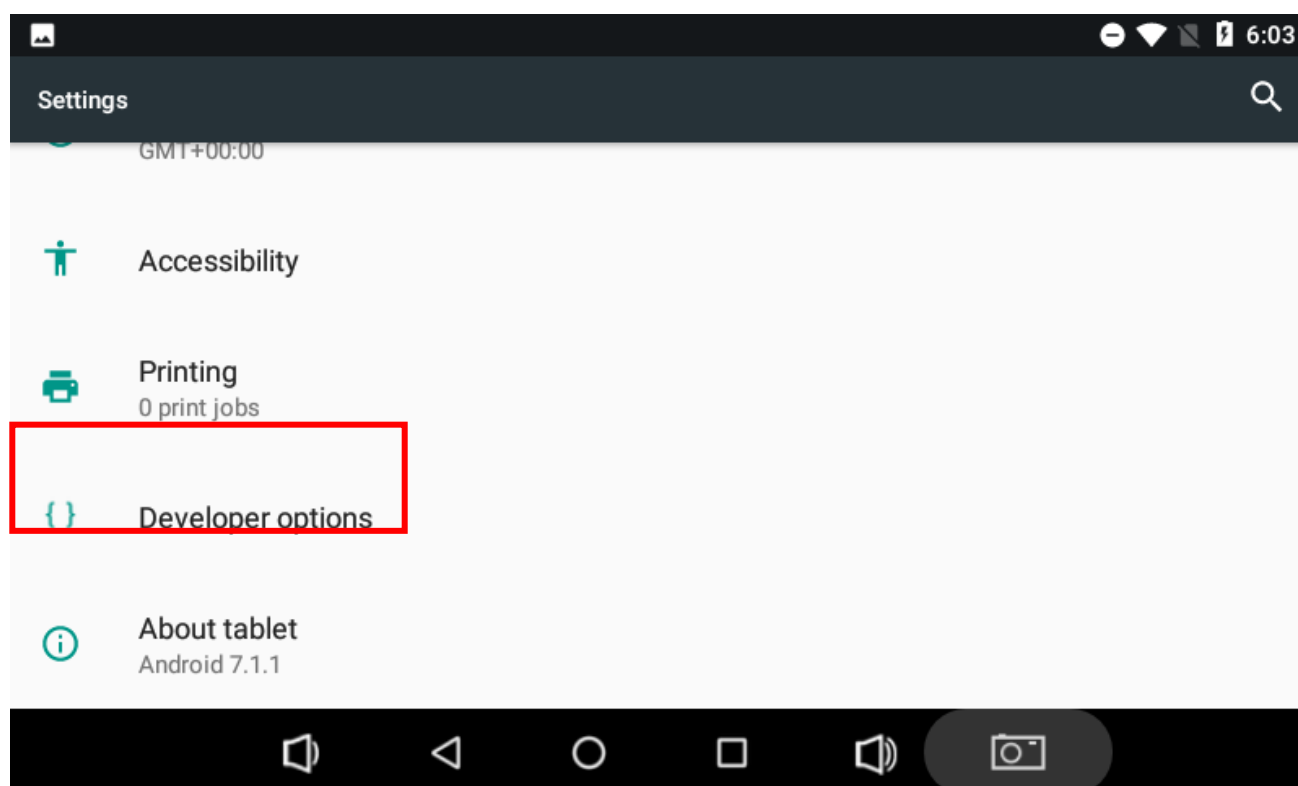 6:03
Settings
GMT+00:00
Accessibility
Printing
0 print jobs
{ } Developer options
About tablet
Android 7.1.1